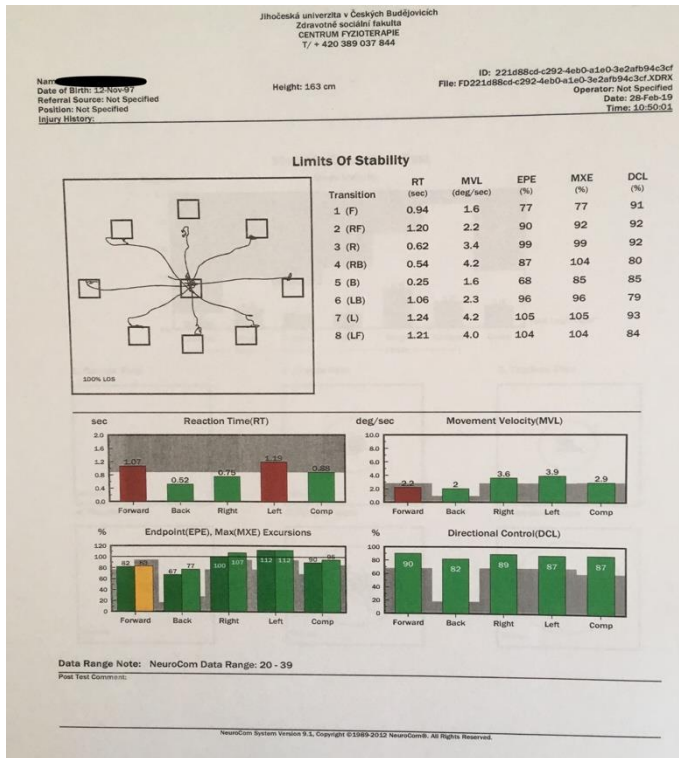 Jihočeská univerzita v Českých Budějovicích
Zdravotně sociální fakulta
CENTRUM FYZIOTERAPIE
T/ + 420 389 037 844
ID: 221d88cd-c292-4eb0-a1e0-3e2afb94c3cf
Name
File: FD221d88cd-c292-4eb0-a1e0-3e2afb94c3cf.XDRX
Date of Birth: 12-Nov-97
Height: 163 cm
Operator: Not Specified
Referral Source: Not Specified
Date: 28-Feb-19
Position: Not Specified
Time: 10:50:01
Injury History:
Limits Of Stability
RT MVL EPE MXE DCL
Transition (sec) (deg/sec) (%) (%) (%)
1 (F) 0.94 1.6 77 77 91
2 (RF) 1.20 2.2 90 92 92
3 (R) 0.62 3.4 99 99 92
4 (RB) 0.54 4.2 87 104 80
5 (B) 0.25 1.6 68 85 85
6 (LB) 1.06 2.3 96 96 79
7 (L) 1.24 4.2 105 105 93
8 (LF) 1.21 4.0 104 104 84
100% LOS
sec Reaction Time(RT)
2.0
1.6
1.2
0.8
0.4
0.0
1.07 0.52 0.75 1.19 0.88
Forward Back Right Left Comp
deg/sec Movement Velocity(MVL)
10.0
8.0
6.0
4.0
2.0
0.0
2.2 2 3.6 3.9 2.9
Forward Back Right Left Comp
% Endpoint(EPE), Max(MXE) Excursions
120
100
80
60
40
20
0
82 67 77 100 107 112 112 90
Forward Back Right Left Comp
% Directional Control(DCL)
100
80
60
40
20
0
90 82 89 87 87
Forward Back Right Left Comp
Data Range Note: NeuroCom Data Range: 20 - 39
Post Test Comment:
NeuroCom System Version 9.1, Copyright ©1989-2012 NeuroCom®. All Rights Reserved.